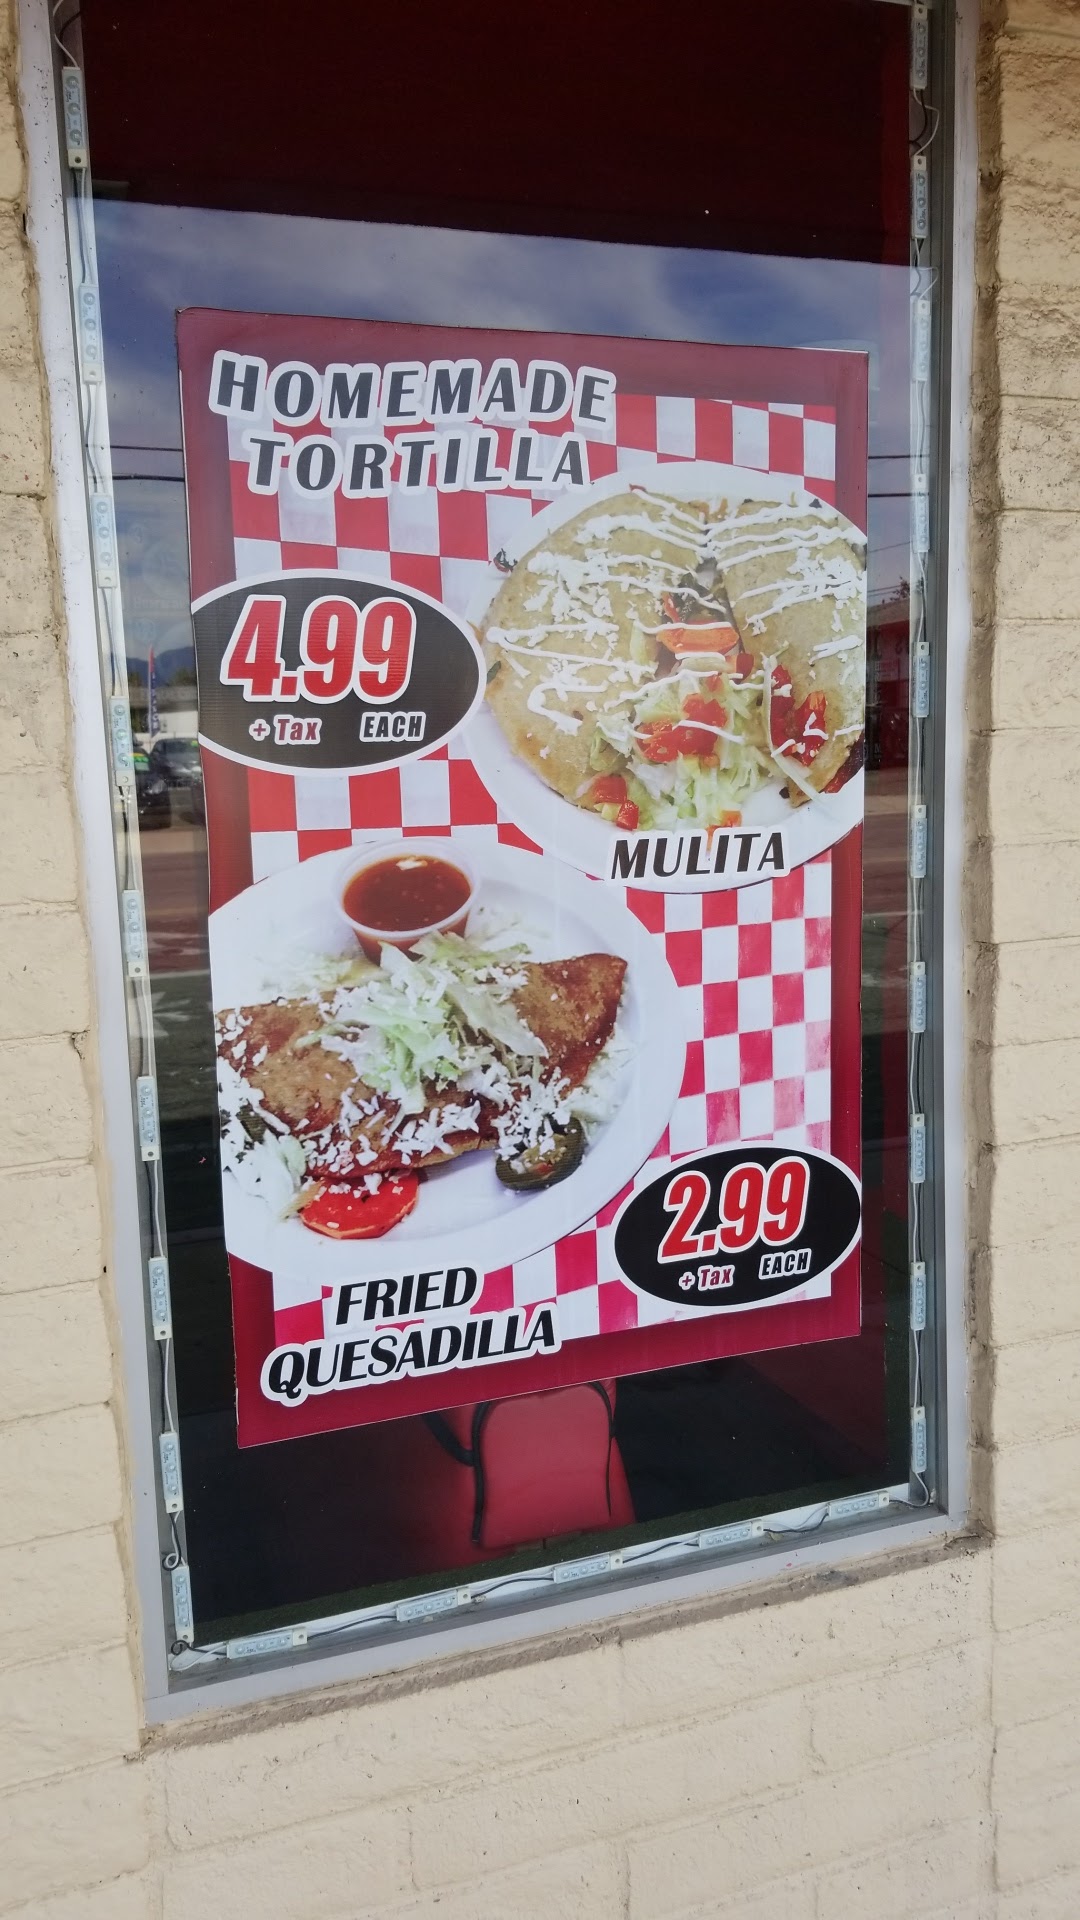 HOMEMADE
TORTILLA
4.99
+ Tax EACH
MULITA
2.99
+ Tax EACH
FRIED
QUESADILLA